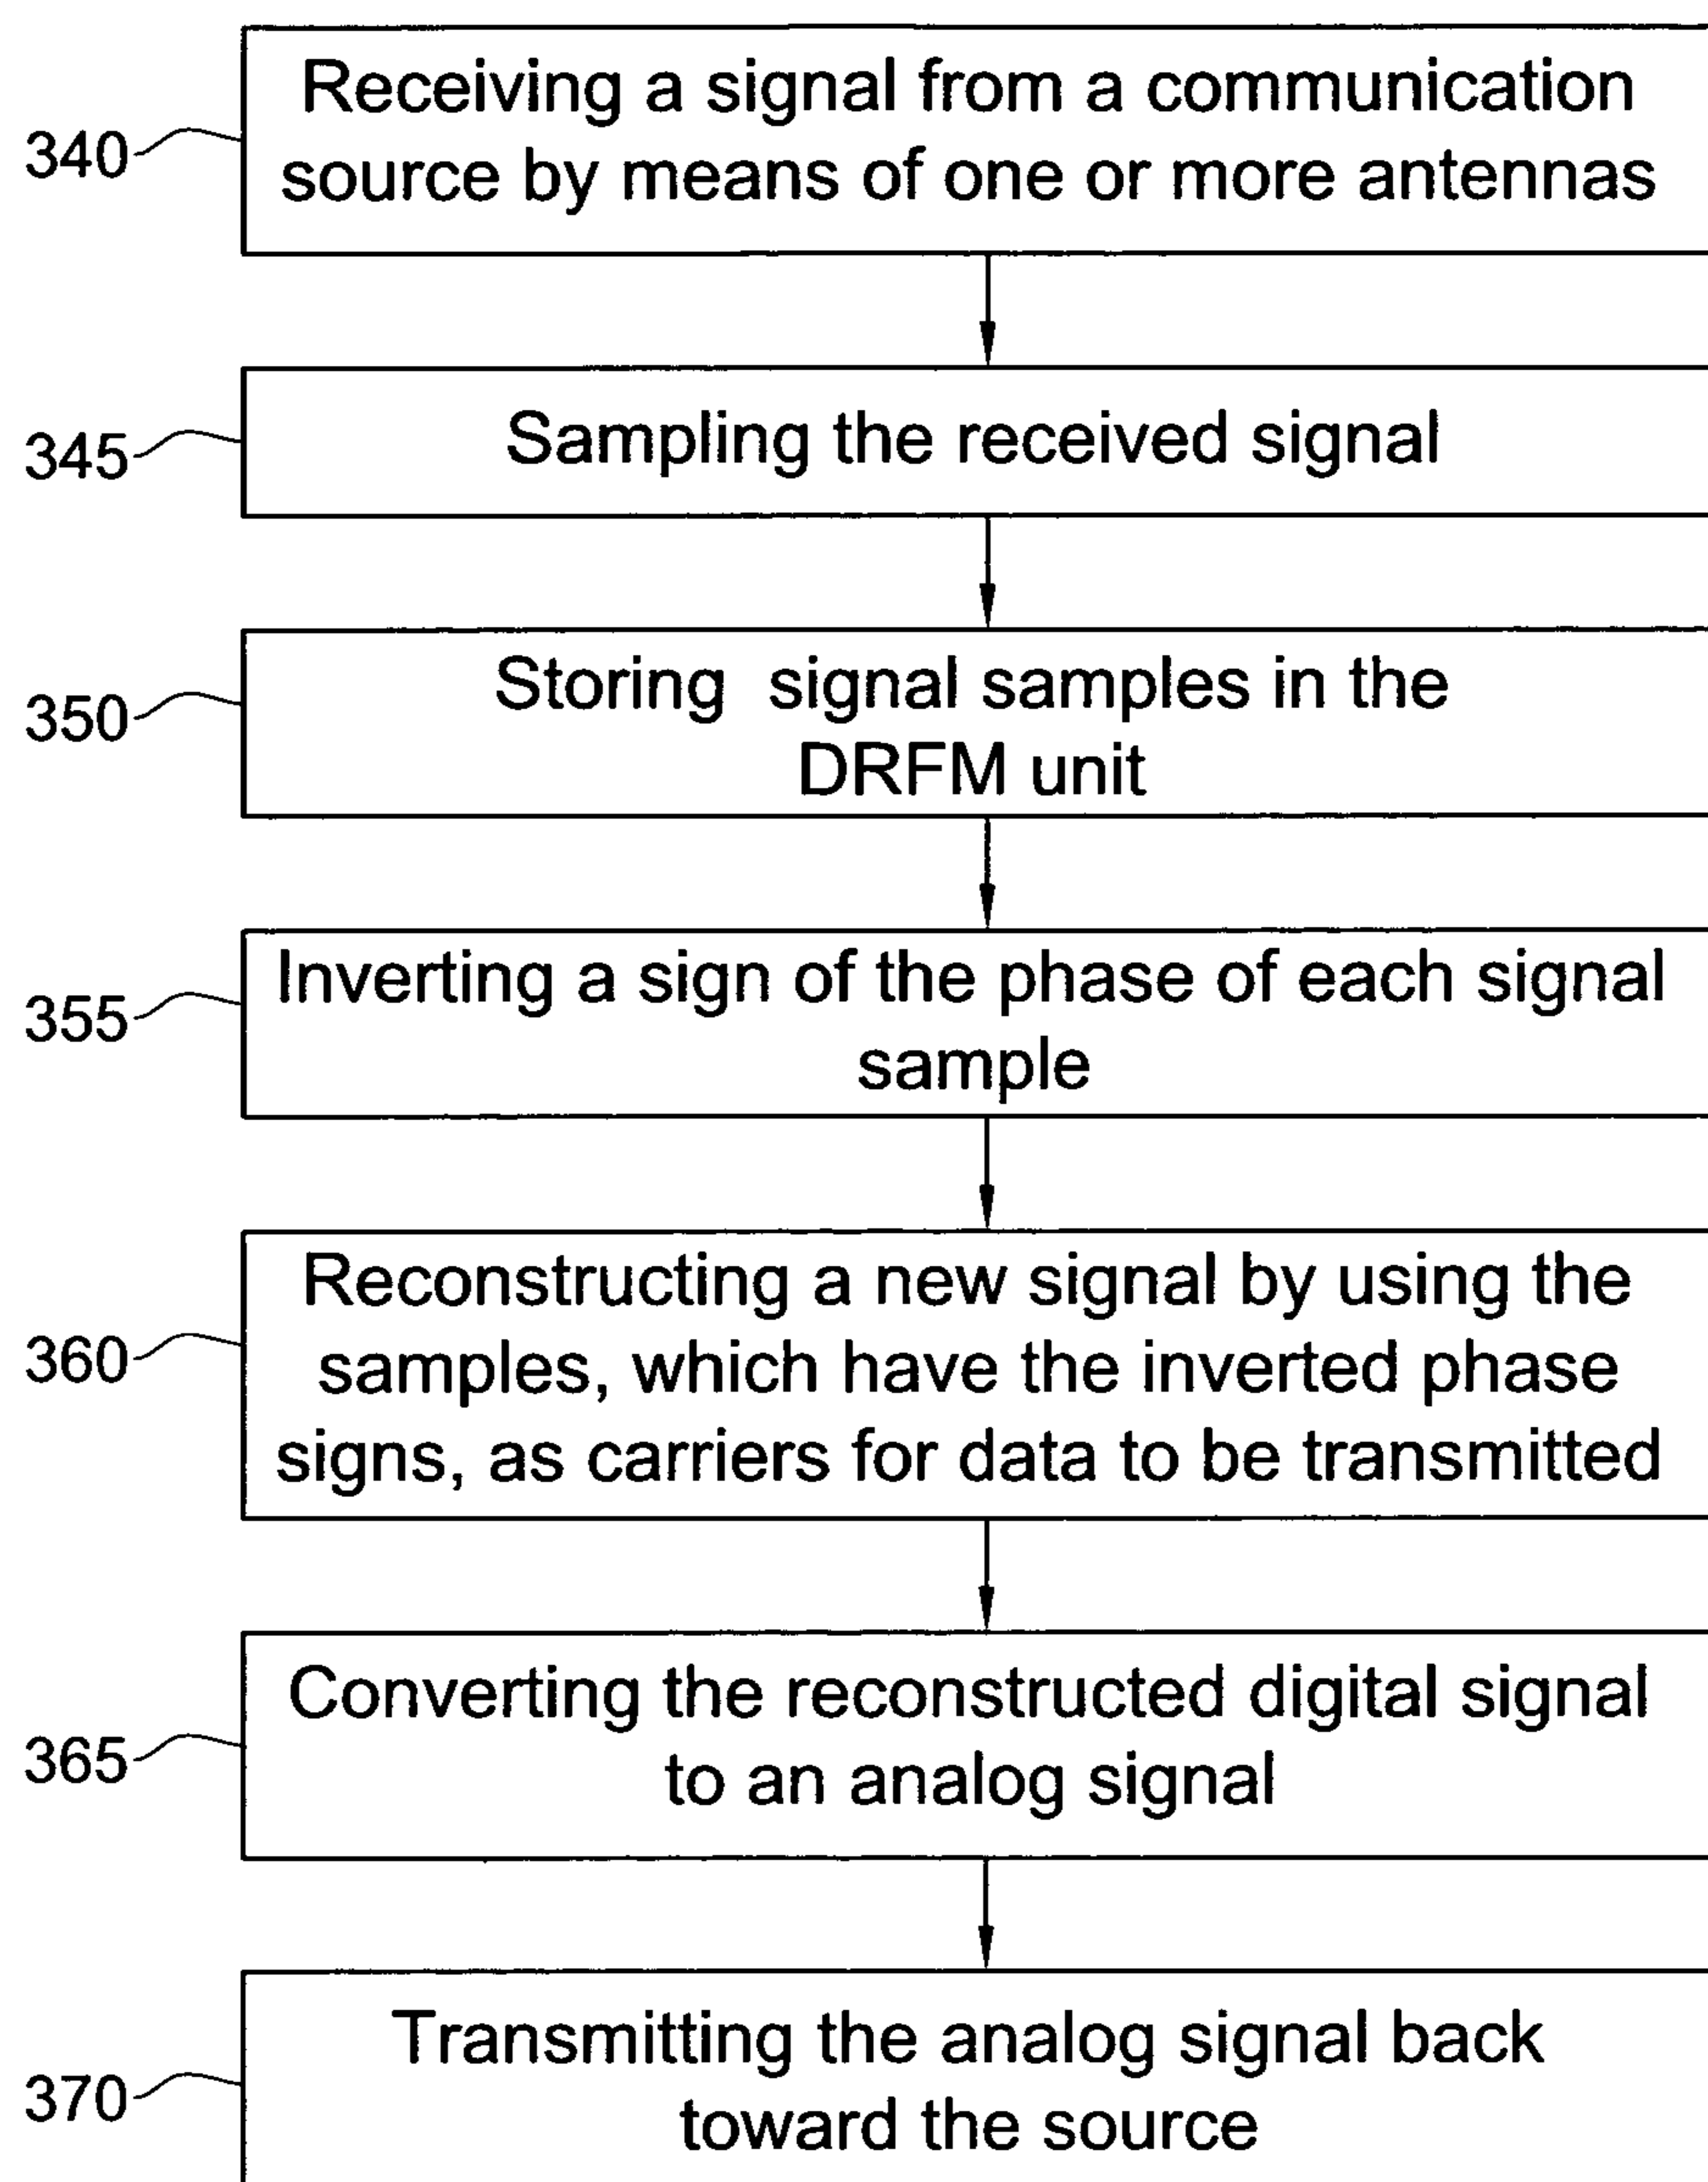 Receiving a signal from a communication
source by means of one or more antennas
340
Sampling the received signal
345
Storing signal samples in the
DRFM unit
350
Inverting a sign of the phase of each signal
sample
355
Reconstructing a new signal by using the
samples, which have the inverted phase
signs, as carriers for data to be transmitted
360
Converting the reconstructed digital signal
to an analog signal
365
Transmitting the analog signal back
toward the source
370